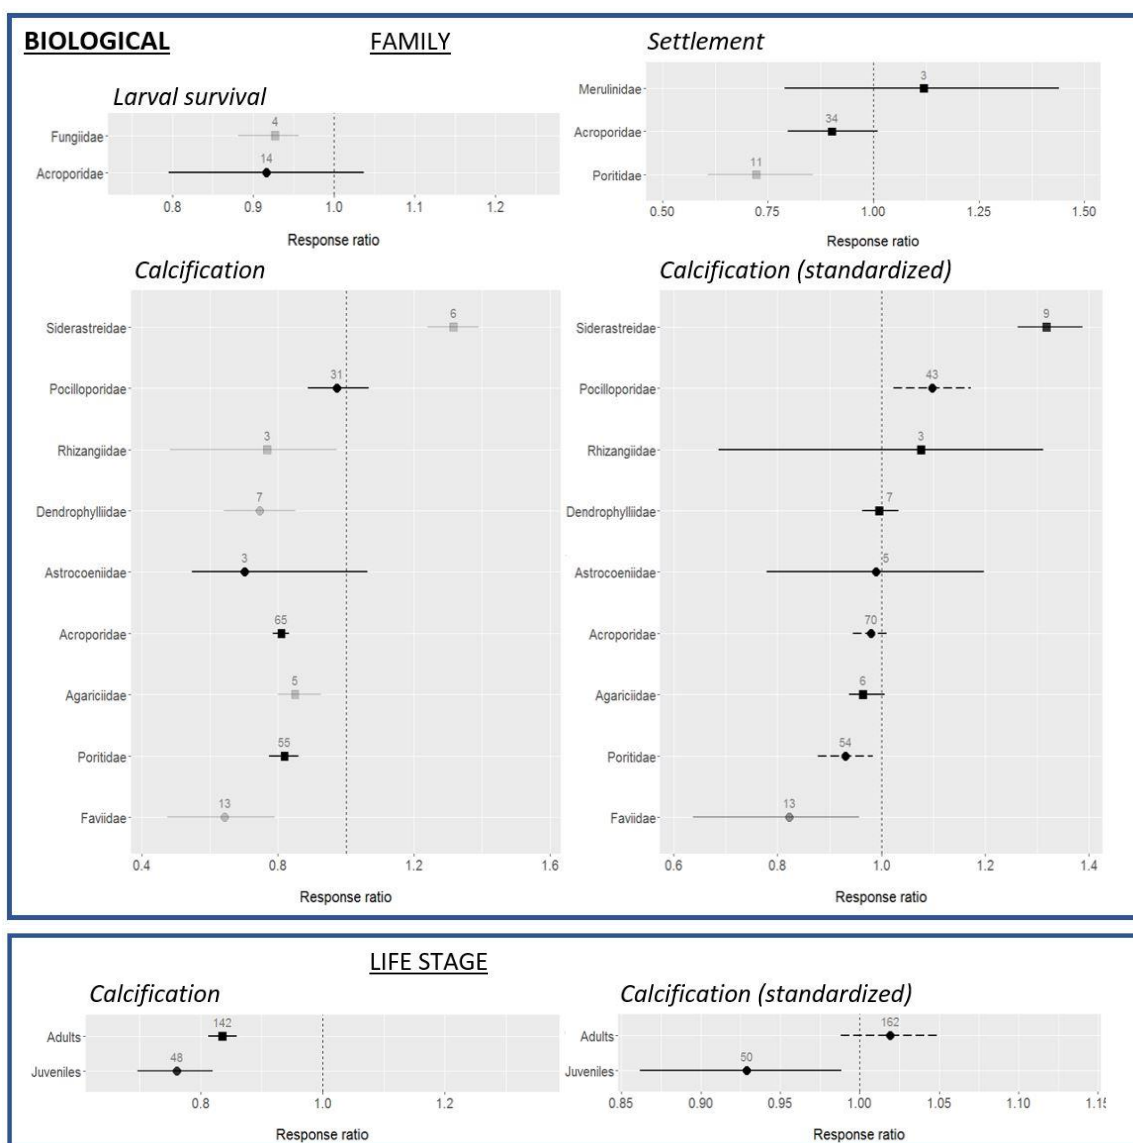 BIOLOGICAL
FAMILY
Larval survival
Fungiidae
4
Acroporidae
14
0.8 0.9 1.0 1.1 1.2
Response ratio
Settlement
Merulinidae
3
Acroporidae
34
Poritidae
11
0.50 0.75 1.00 1.25 1.50
Response ratio
Calcification
Siderastreidae
6
Pocilloporidae
31
Rhizangiidae
3
Dendrophylliidae
7
Astrocoeniidae
3
Acroporidae
65
Agariciidae
5
Poritidae
55
Faviidae
13
0.4 0.8 1.2 1.6
Response ratio
Calcification (standardized)
Siderastreidae
9
Pocilloporidae
43
Rhizangiidae
3
Dendrophylliidae
7
Astrocoeniidae
5
Acroporidae
70
Agariciidae
6
Poritidae
54
Faviidae
13
0.6 0.8 1.0 1.2 1.4
Response ratio
LIFE STAGE
Calcification
Adults
142
Juveniles
48
0.8 1.0 1.2
Response ratio
Calcification (standardized)
Adults
162
Juveniles
50
0.85 0.90 0.95 1.00 1.05 1.10
Response ratio